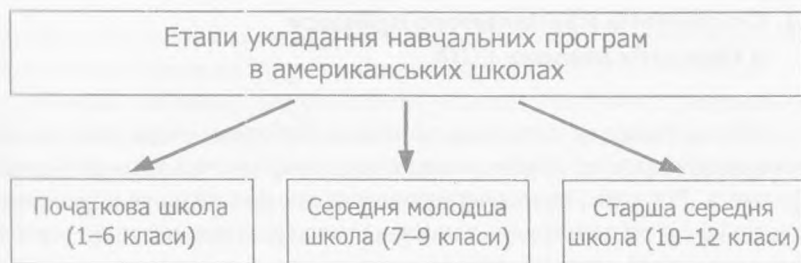 Етапи укладання навчальних програм
в американських школах
Початкова школа
(1–6 класи)
Середня молодша
школа (7–9 класи)
Старша середня
школа (10–12 класи)